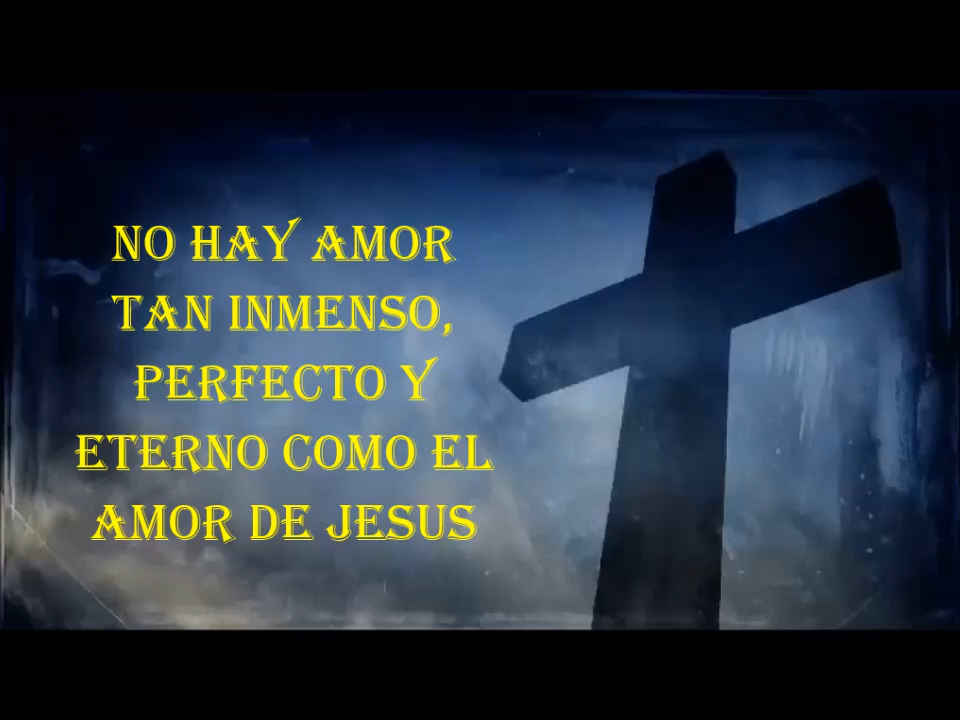 NO HAY AMOR
TAN INMENSO,
PERFECTO Y
ETERNO COMO EL
AMOR DE JESUS